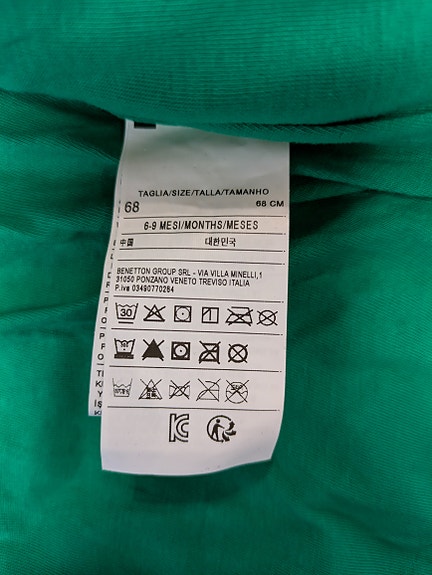 TAGLIA/SIZE/TALLA/TAMANHO
68 68 CM
6-9 MESI/MONTHS/MESES
中国 대한민국
BENETTON GROUP SRL - VIA VILLA MINELLI,1
31050 PONZANO VENETO TREVISO ITALIA
P.iva 03490770264
30